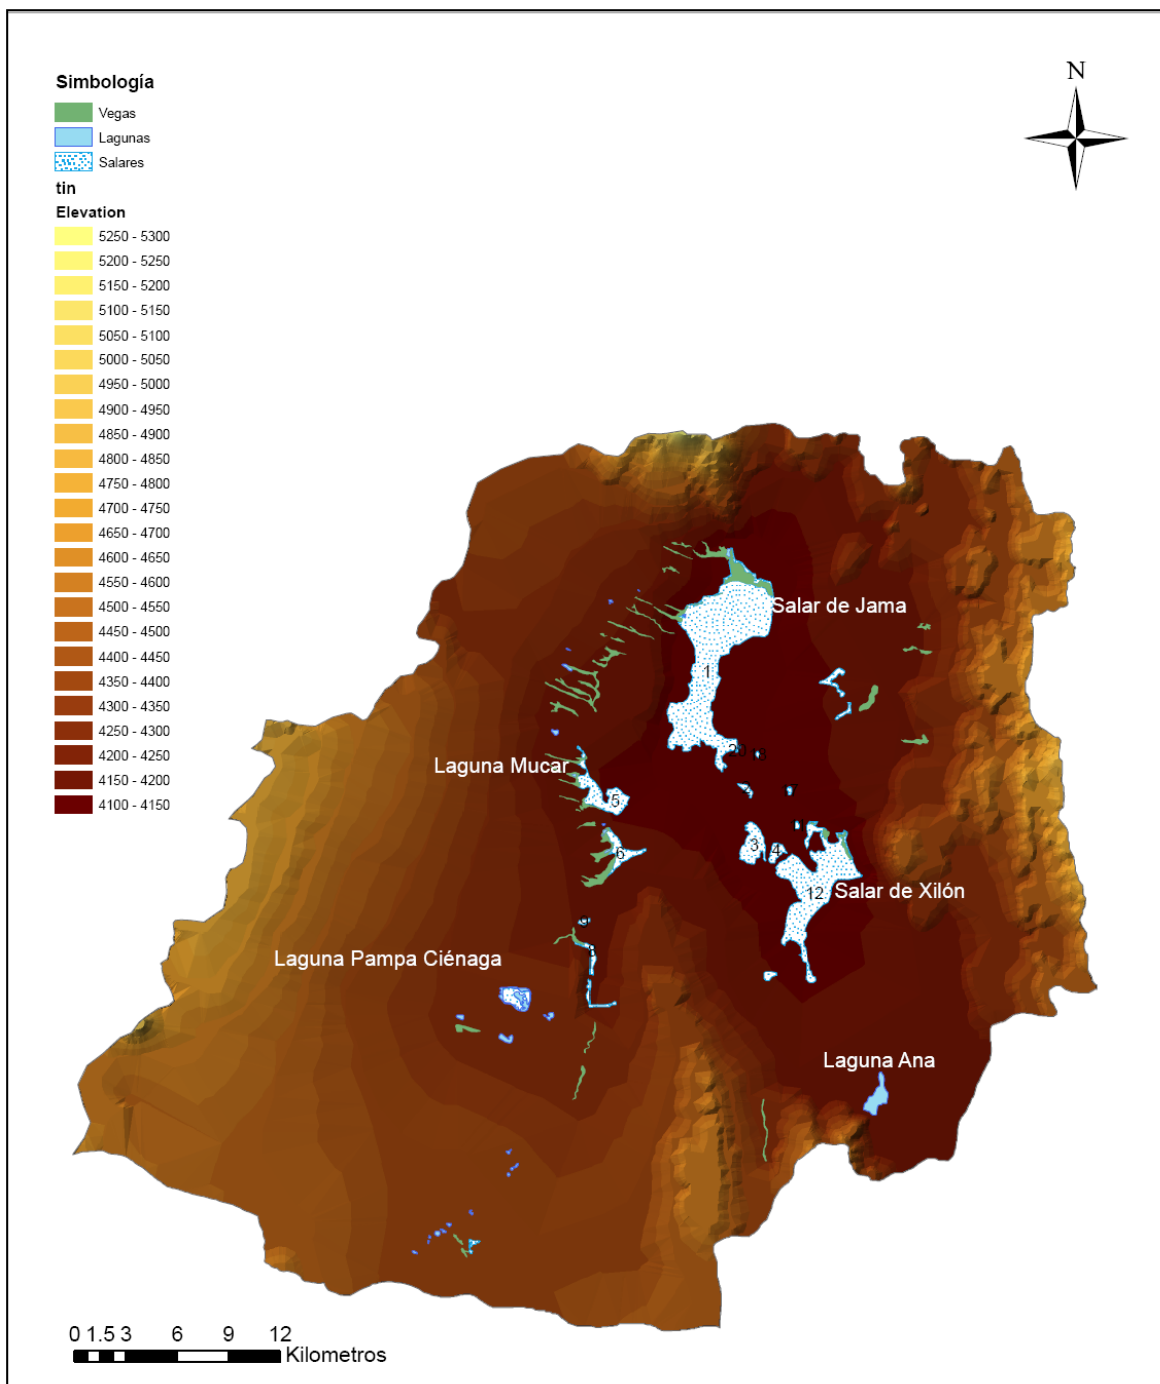 N
Simbología
Vegas
Lagunas
Salares
tin
Elevation
5250 - 5300
5200 - 5250
5150 - 5200
5100 - 5150
5050 - 5100
5000 - 5050
4950 - 5000
4900 - 4950
4850 - 4900
4800 - 4850
4750 - 4800
4700 - 4750
4650 - 4700
4600 - 4650
4550 - 4600
4500 - 4550
4450 - 4500
4400 - 4450
4350 - 4400
4300 - 4350
4250 - 4300
4200 - 4250
4150 - 4200
4100 - 4150
Salar de Jama
1
Laguna Mucar
5
6
3
4
12
Salar de Xilón
9
8
Laguna Pampa Ciénaga
Laguna Ana
0 1.5 3 6 9 12
Kilometros